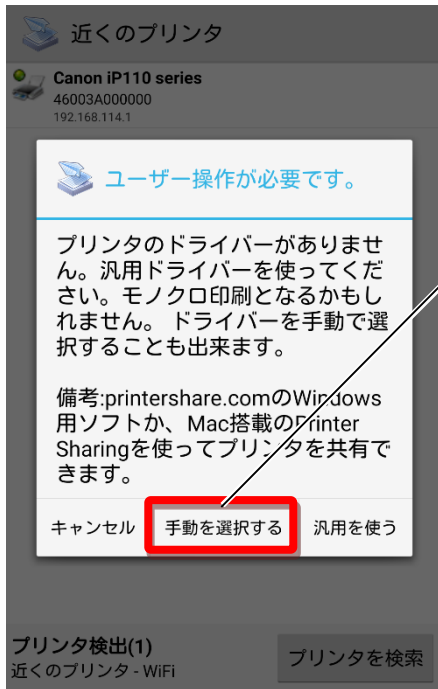 近くのプリンタ
Canon iP110 series
46003A000000
192.168.114.1
ユーザー操作が必要です。
プリンタのドライバーがありませ
ん。汎用ドライバーを使ってくだ
さい。モノクロ印刷となるかもし
れません。 ドライバーを手動で選
択することも出来ます。
備考:printershare.comのWindows
用ソフトか、Mac搭載のPrinter
Sharingを使ってプリンタを共有で
きます。
キャンセル 手動を選択する 汎用を使う
プリンタ検出(1)
近くのプリンタ - WiFi
プリンタを検索